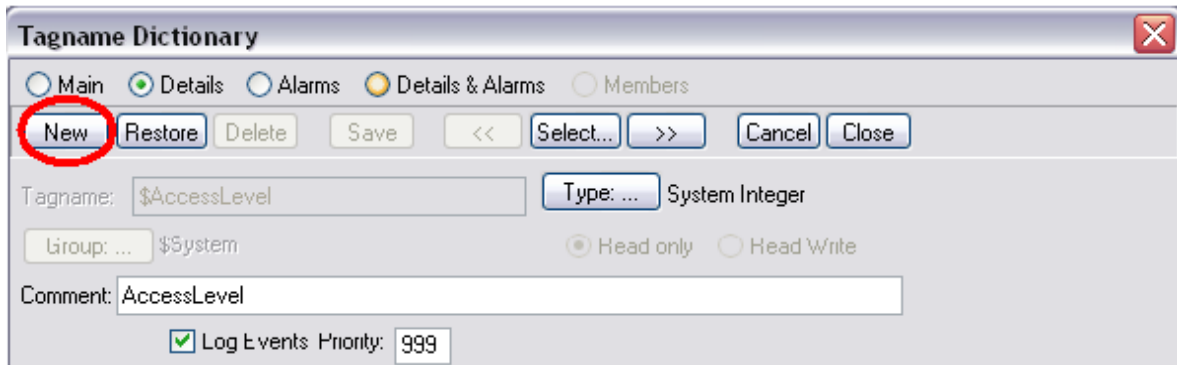 Tagname Dictionary
Main Details Alarms Details & Alarms Members
New Restore Delete Save << Select... >> Cancel Close
Tagname: $AccessLevel Type: ... System Integer
Group: ... $System Read only Read Write
Comment: AccessLevel
Log Events Priority: 999